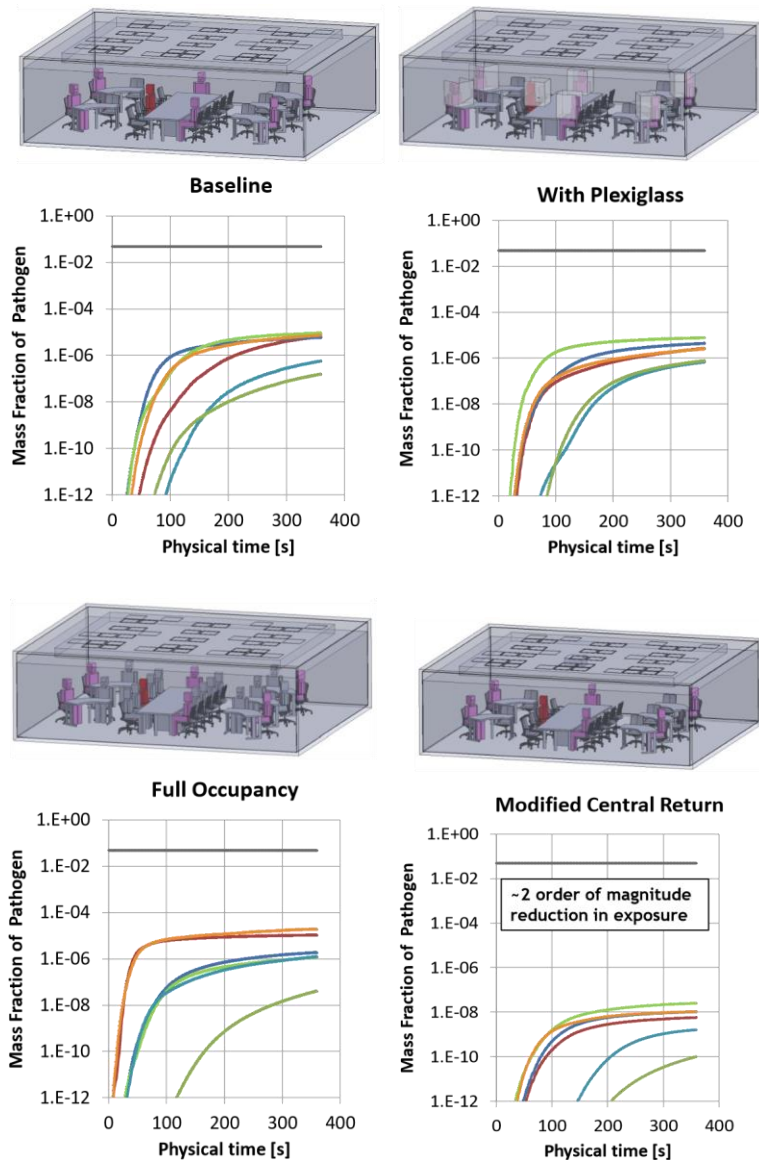 Baseline
1.E+00
1.E-02
1.E-04
1.E-06
1.E-08
1.E-10
1.E-12
Mass Fraction of Pathogen
0 100 200 300 400
Physical time [s]
With Plexiglass
1.E+00
1.E-02
1.E-04
1.E-06
1.E-08
1.E-10
1.E-12
Mass Fraction of Pathogen
0 100 200 300 400
Physical time [s]
Full Occupancy
1.E+00
1.E-02
1.E-04
1.E-06
1.E-08
1.E-10
1.E-12
Mass Fraction of Pathogen
0 100 200 300 400
Physical time [s]
Modified Central Return
1.E+00
1.E-02
1.E-04
1.E-06
1.E-08
1.E-10
1.E-12
Mass Fraction of Pathogen
~2 order of magnitude
reduction in exposure
0 100 200 300 400
Physical time [s]